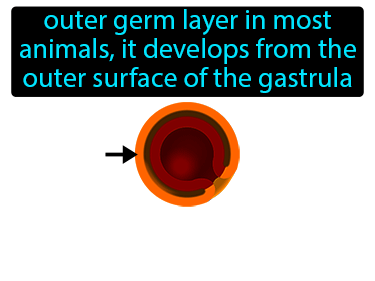 outer germ layer in most
animals, it develops from the
outer surface of the gastrula